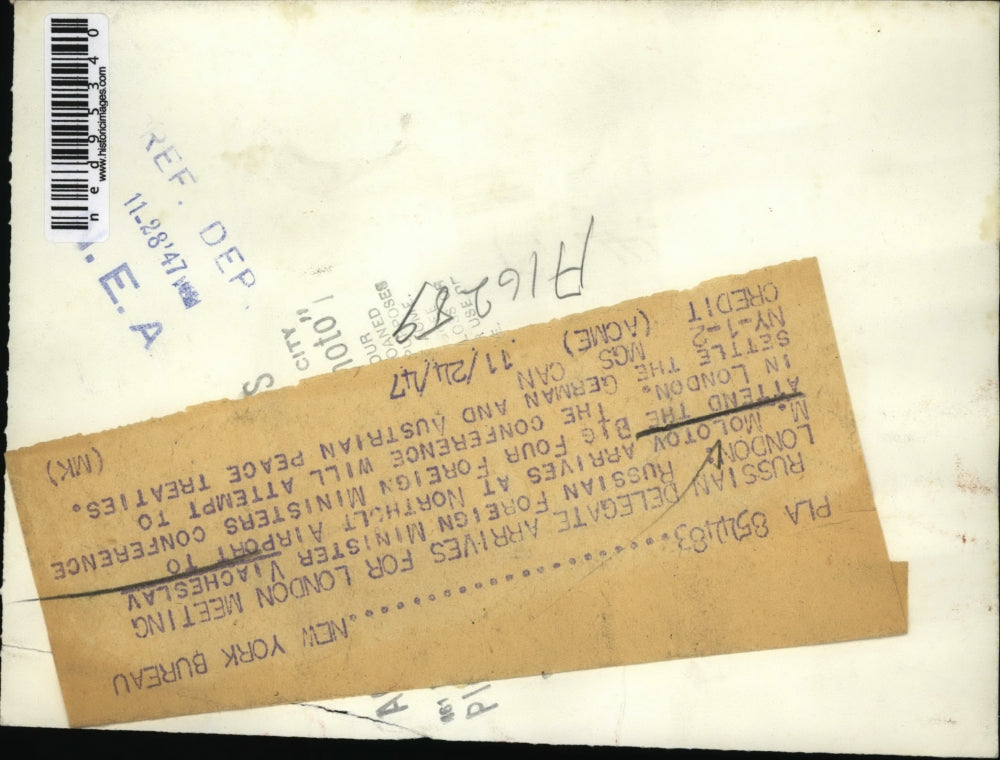 ned95340
www.historicimages.com
REF. DEP.
11-28'47
N.E.A
PLA 854483.......................NEW YORK BUREAU
RUSSIAN DELEGATE ARRIVES FOR LONDON MEETING
LONDON RUSSIAN FOREIGN MINISTER VIACHESLAV
M. MOLOTOV ARRIVES AT NORTHOLT AIRPORT TO
ATTEND THE BIG FOUR FOREIGN MINISTERS CONFERENCE
IN LONDON. THE CONFERENCE WILL ATTEMPT TO
SETTLE THE GERMAN AND AUSTRIAN PEACE TREATIES.
NY-1-2 MGS CAN
CREDIT (ACME) 11/24/47 (MK)
CITY